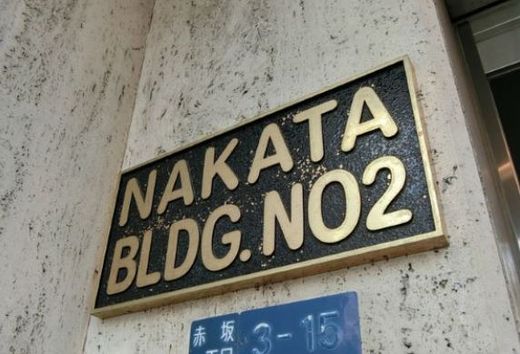 NAKATA
BLDG. NO2
赤坂
3-15